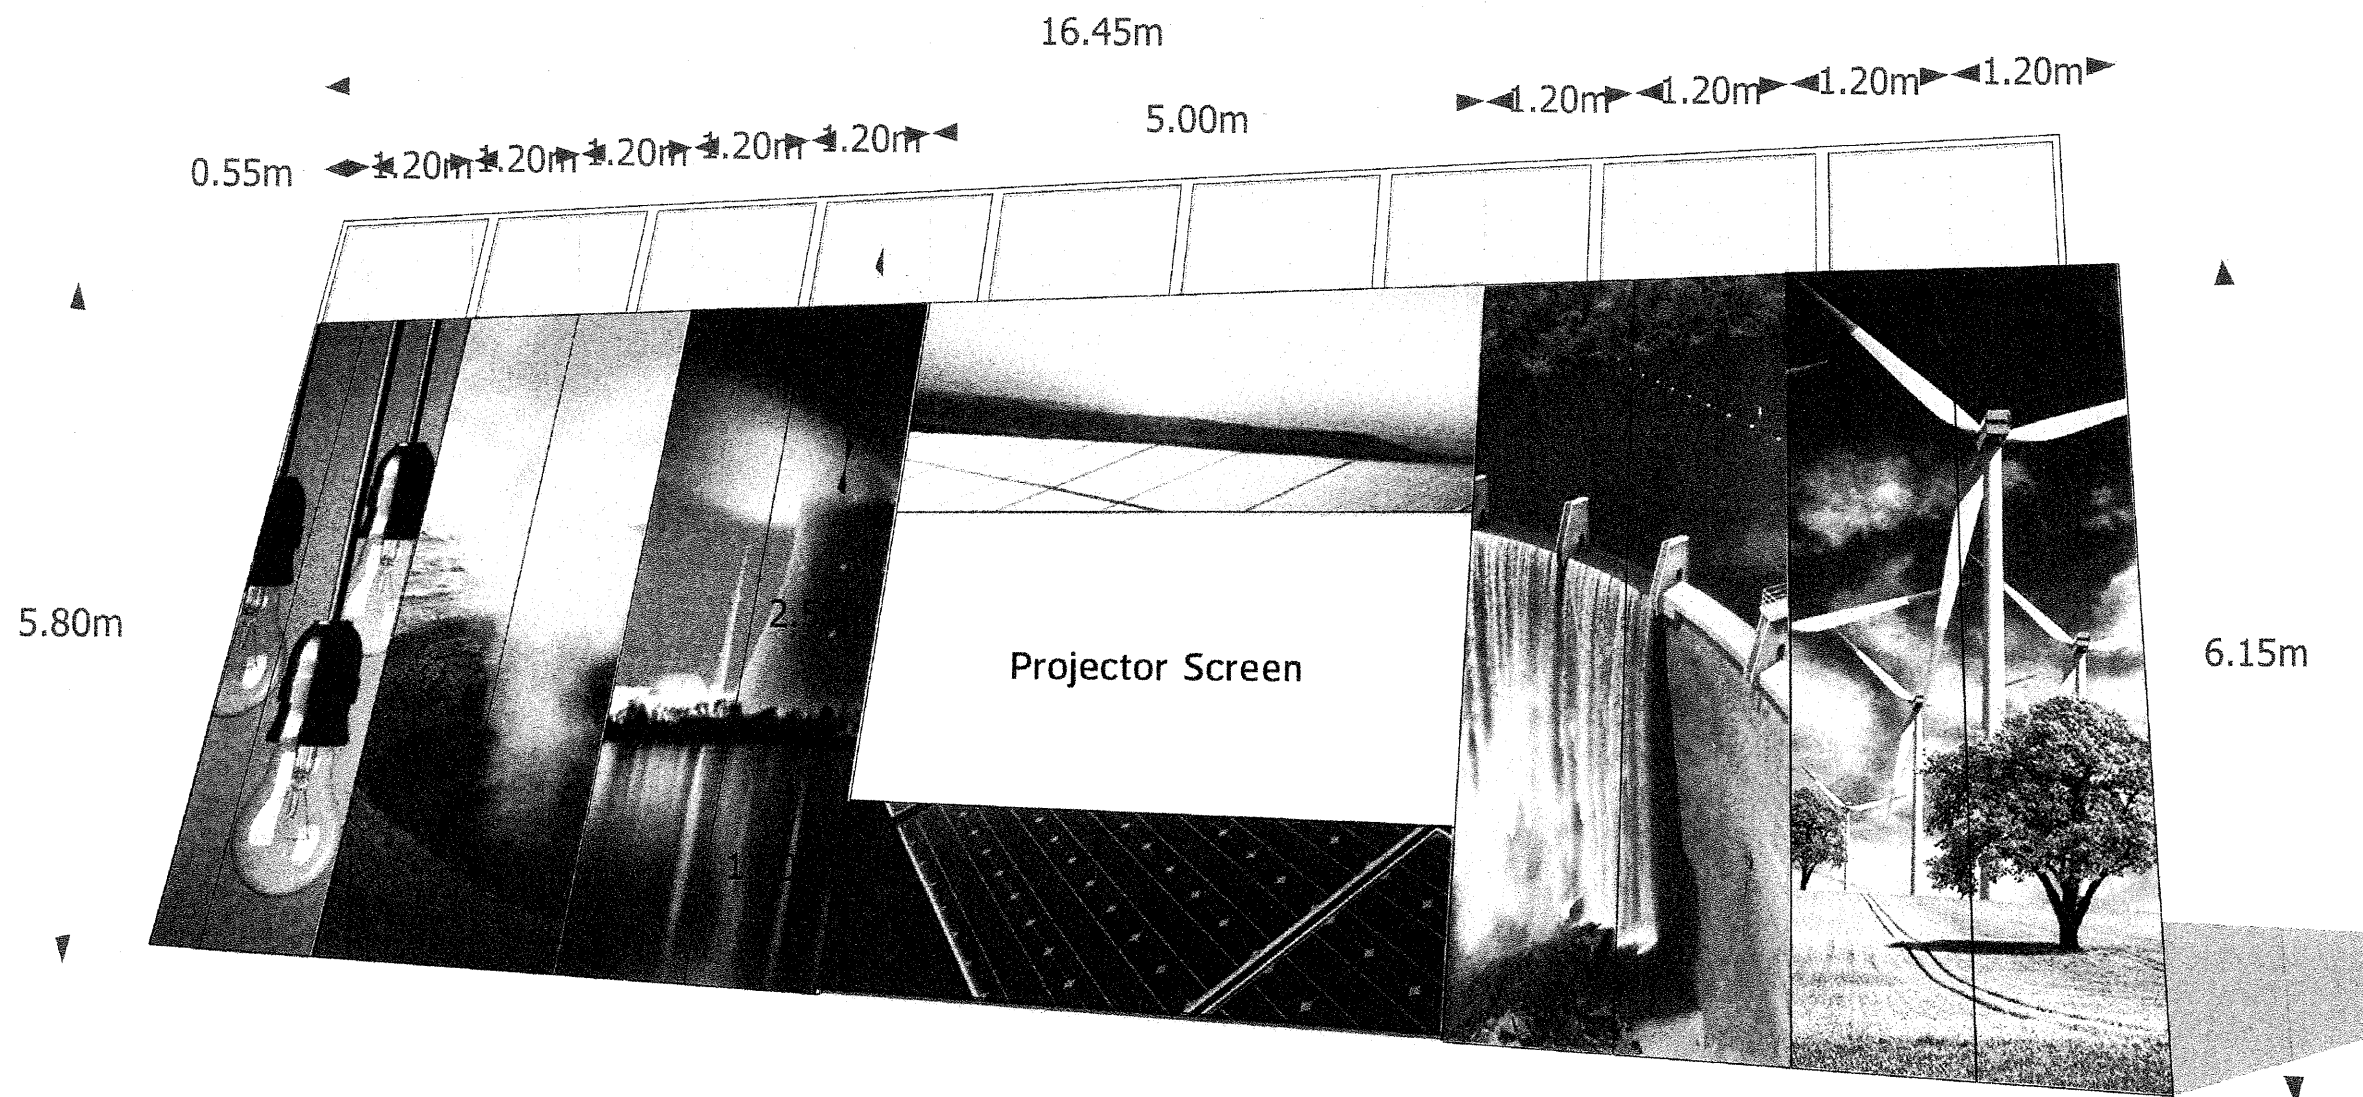 16.45m
1.20m 1.20m 1.20m 1.20m
5.00m
0.55m 1.20m 1.20m 1.20m 1.20m 1.20m
5.80m
6.15m
Projector Screen